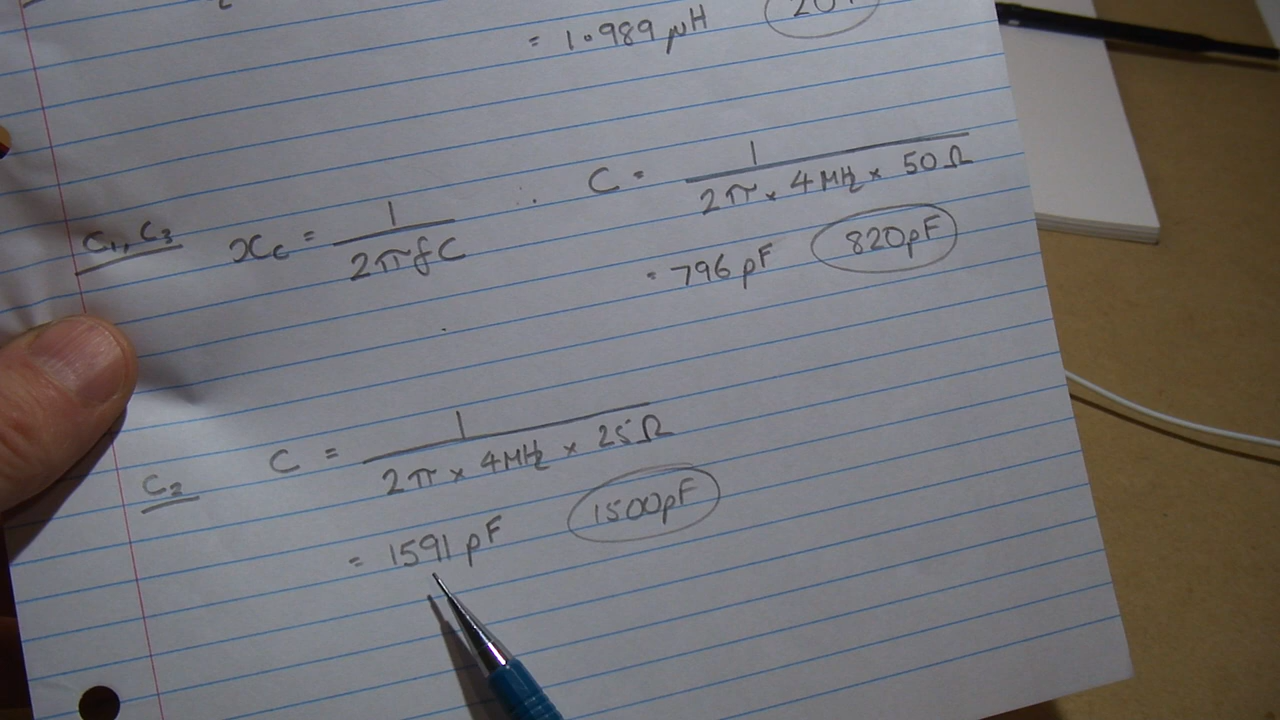 = 1.989 μH
C₁, C₃ xc = 1 / 2πfC ∴ C = 1 / 2π × 4MHz × 50Ω
= 796 pF 820pF
C₂ C = 1 / 2π × 4MHz × 25Ω
= 1591 pF 1500pF